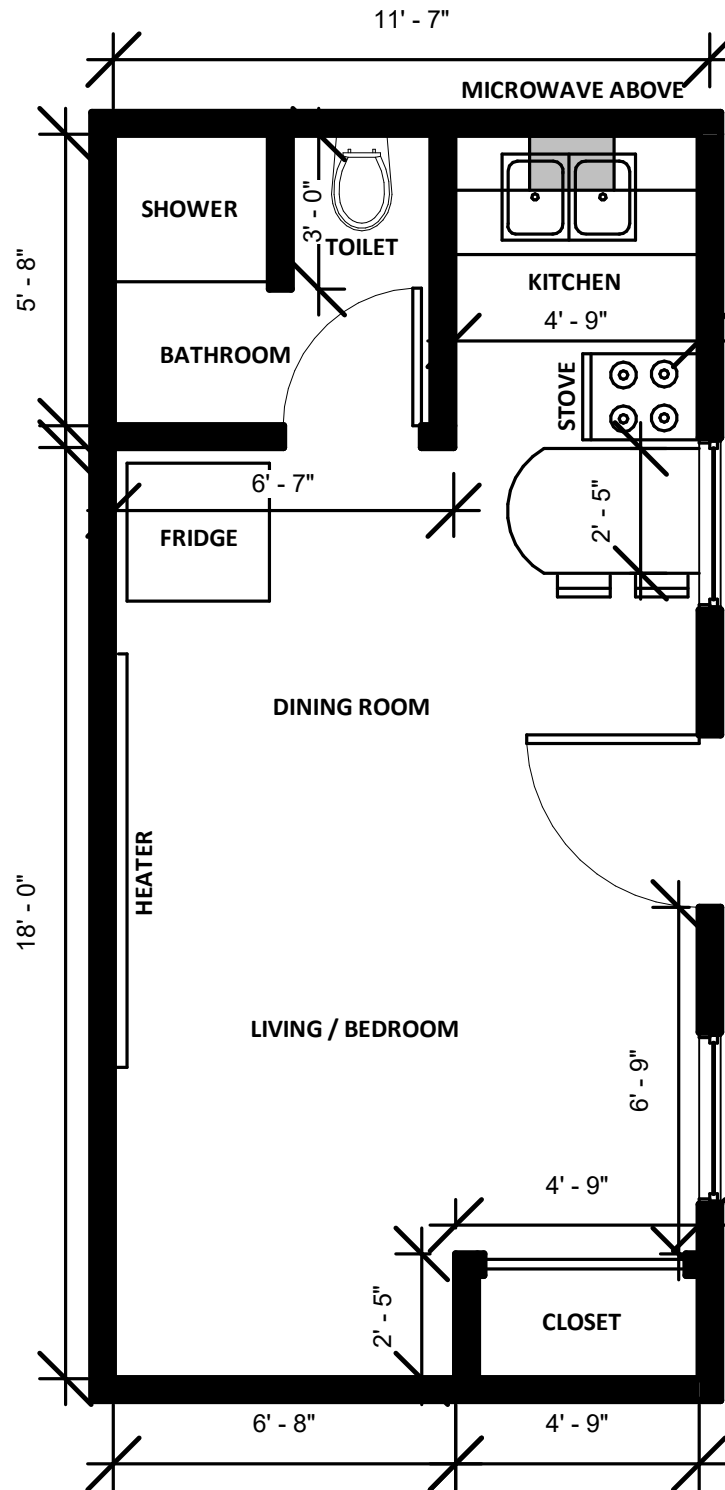 11' - 7"
MICROWAVE ABOVE
SHOWER
3' - 0"
TOILET
5' - 8"
KITCHEN
4' - 9"
BATHROOM
STOVE
6' - 7"
2' - 5"
FRIDGE
DINING ROOM
HEATER
18' - 0"
LIVING / BEDROOM
6' - 9"
4' - 9"
2' - 5"
CLOSET
6' - 8"
4' - 9"